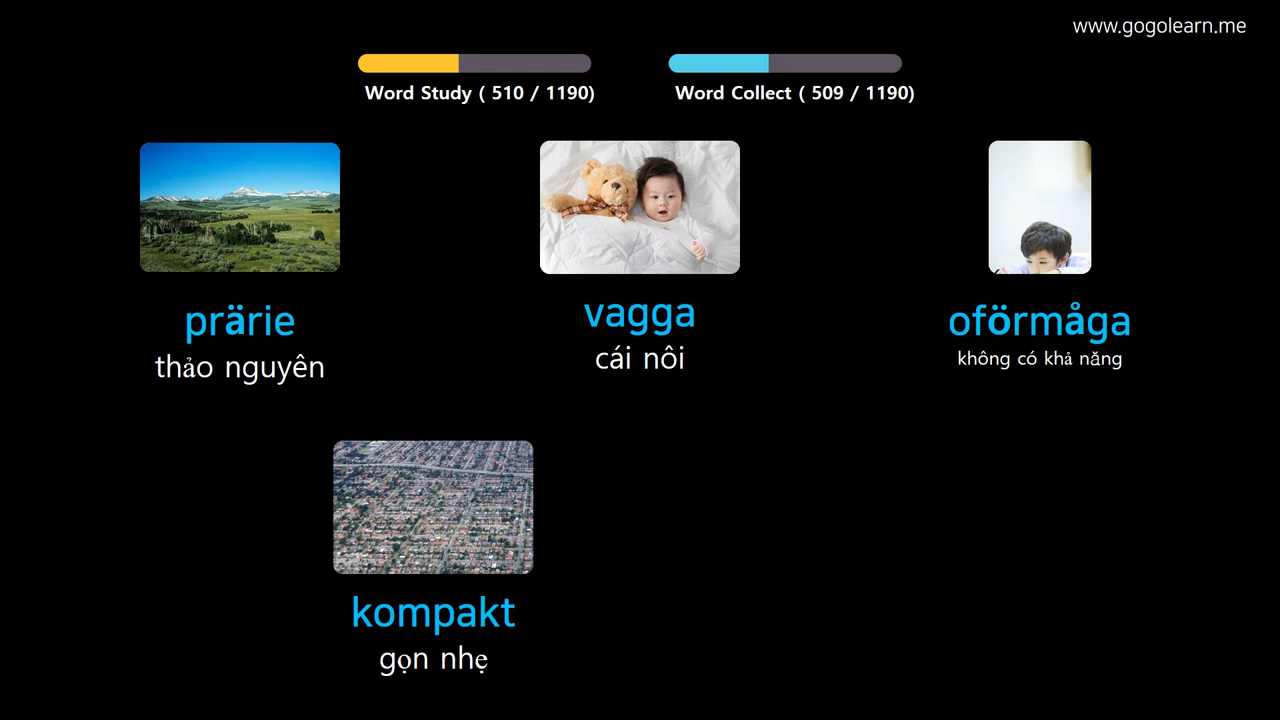 www.gogolearn.me
Word Study ( 510 / 1190)
Word Collect ( 509 / 1190)
prärie
thảo nguyên
vagga
cái nôi
oförmåga
không có khả năng
kompakt
gọn nhẹ